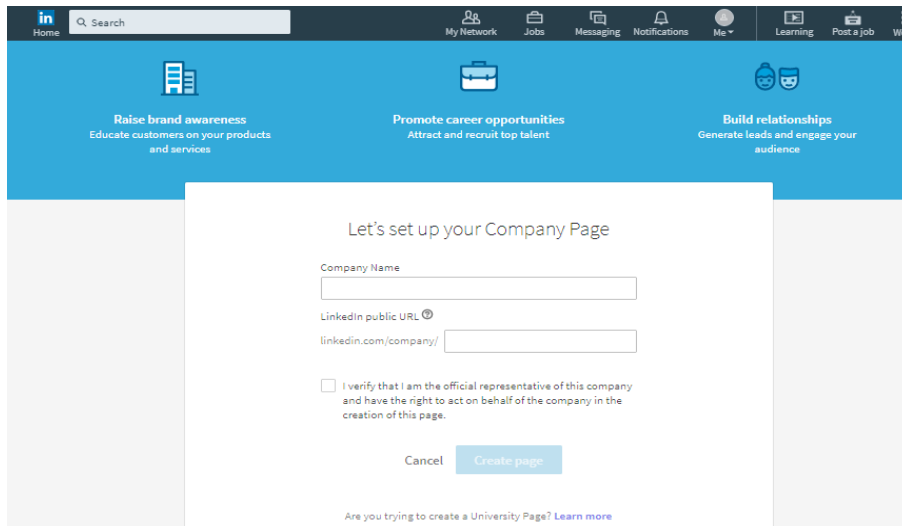 in
Search
Home
My Network
Jobs
Messaging
Notifications
Me
Learning
Post a job
Raise brand awareness
Educate customers on your products
and services
Promote career opportunities
Attract and recruit top talent
Build relationships
Generate leads and engage your
audience
Let's set up your Company Page
Company Name
LinkedIn public URL ?
linkedin.com/company/
I verify that I am the official representative of this company
and have the right to act on behalf of the company in the
creation of this page.
Cancel
Create page
Are you trying to create a University Page? Learn more